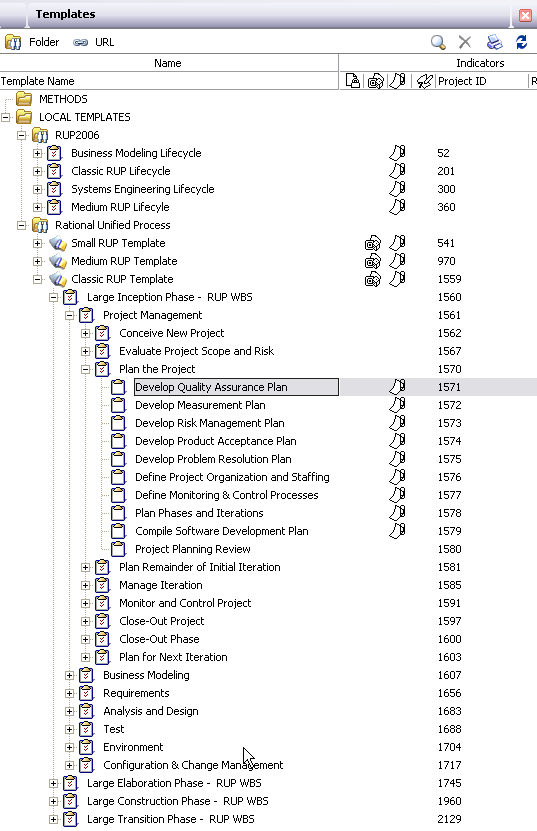 Templates
Folder URL
Name Indicators
Template Name Project ID R
METHODS
LOCAL TEMPLATES
RUP2006
Business Modeling Lifecycle 52
Classic RUP Lifecycle 201
Systems Engineering Lifecycle 300
Medium RUP Lifecyle 360
Rational Unified Process
Small RUP Template 541
Medium RUP Template 970
Classic RUP Template 1559
Large Inception Phase - RUP WBS 1560
Project Management 1561
Conceive New Project 1562
Evaluate Project Scope and Risk 1567
Plan the Project 1570
Develop Quality Assurance Plan 1571
Develop Measurement Plan 1572
Develop Risk Management Plan 1573
Develop Product Acceptance Plan 1574
Develop Problem Resolution Plan 1575
Define Project Organization and Staffing 1576
Define Monitoring & Control Processes 1577
Plan Phases and Iterations 1578
Compile Software Development Plan 1579
Project Planning Review 1580
Plan Remainder of Initial Iteration 1581
Manage Iteration 1585
Monitor and Control Project 1591
Close-Out Project 1597
Close-Out Phase 1600
Plan for Next Iteration 1603
Business Modeling 1607
Requirements 1656
Analysis and Design 1683
Test 1688
Environment 1704
Configuration & Change Management 1717
Large Elaboration Phase - RUP WBS 1745
Large Construction Phase - RUP WBS 1960
Large Transition Phase - RUP WBS 2129